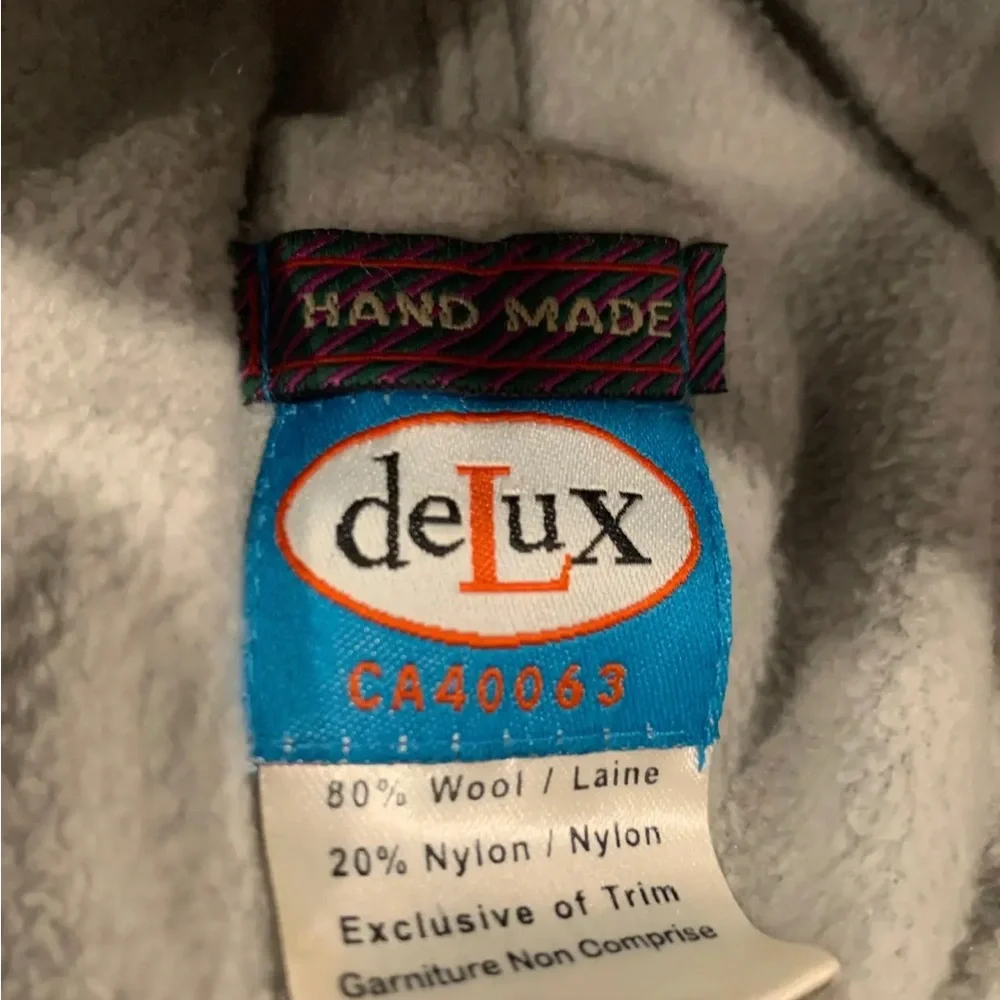 HAND MADE
deLux
CA40063
80% Wool / Laine
20% Nylon / Nylon
Exclusive of Trim
Garniture Non Comprise